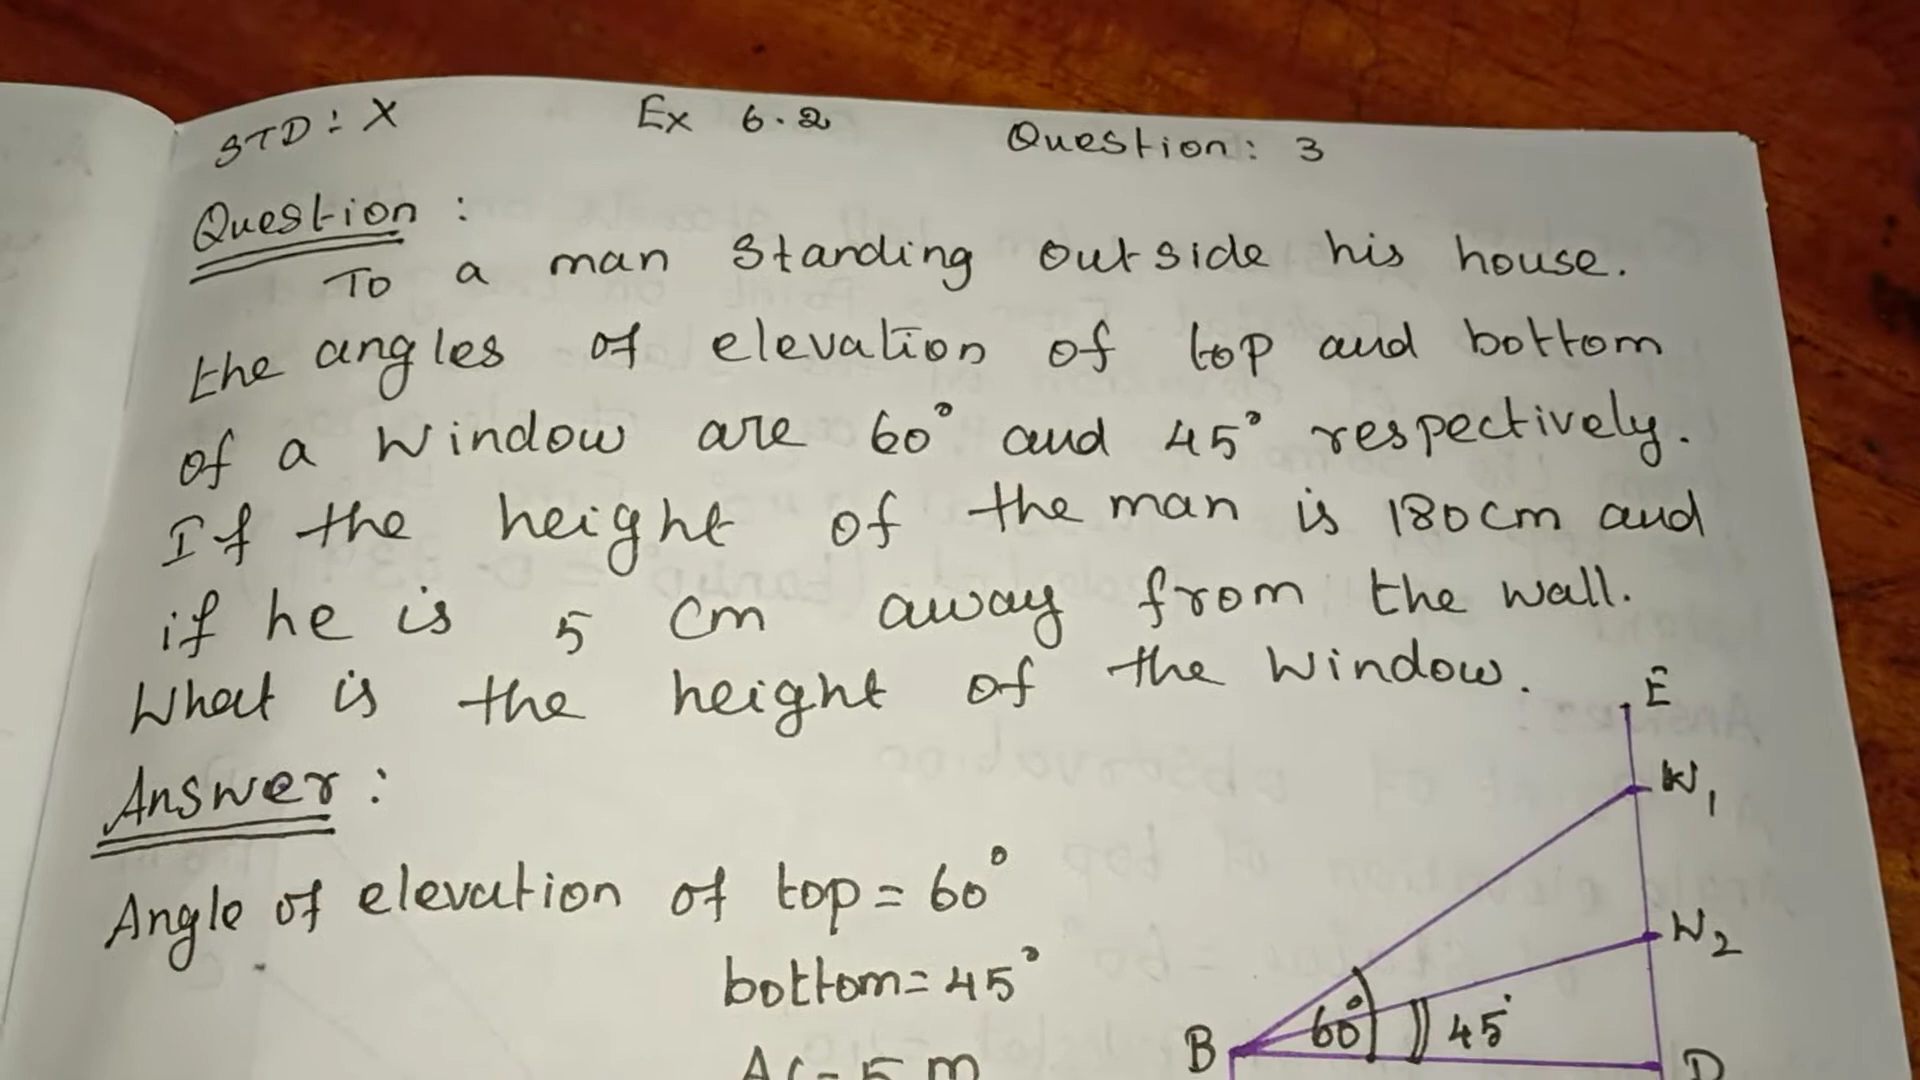 STD: X Ex 6.2 Question: 3
Question:
To a man standing outside his house.
the angles of elevation of top and bottom
of a window are 60° and 45° respectively.
If the height of the man is 180cm and
if he is 5 cm away from the wall.
What is the height of the window.
E
W1
Answer:
Angle of elevation of top = 60°
W2
bottom = 45°
B 60° 45° D
AC = 5 m